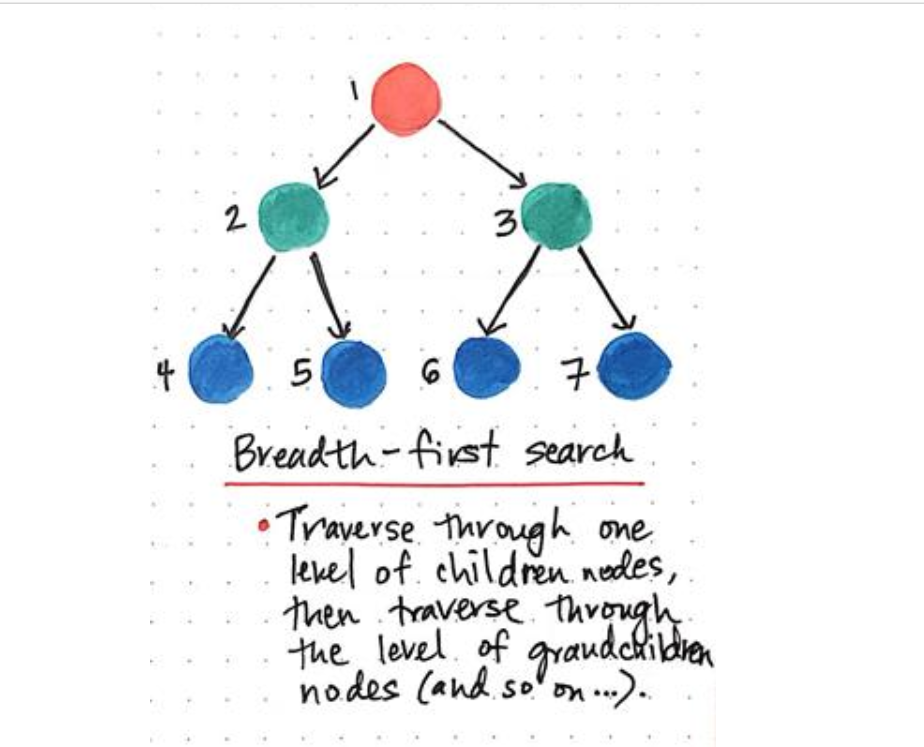 1
2 3
4 5 6 7
Breadth-first search
• Traverse through one
level of children nodes,
then traverse through
the level of grandchildren
nodes (and so on...).